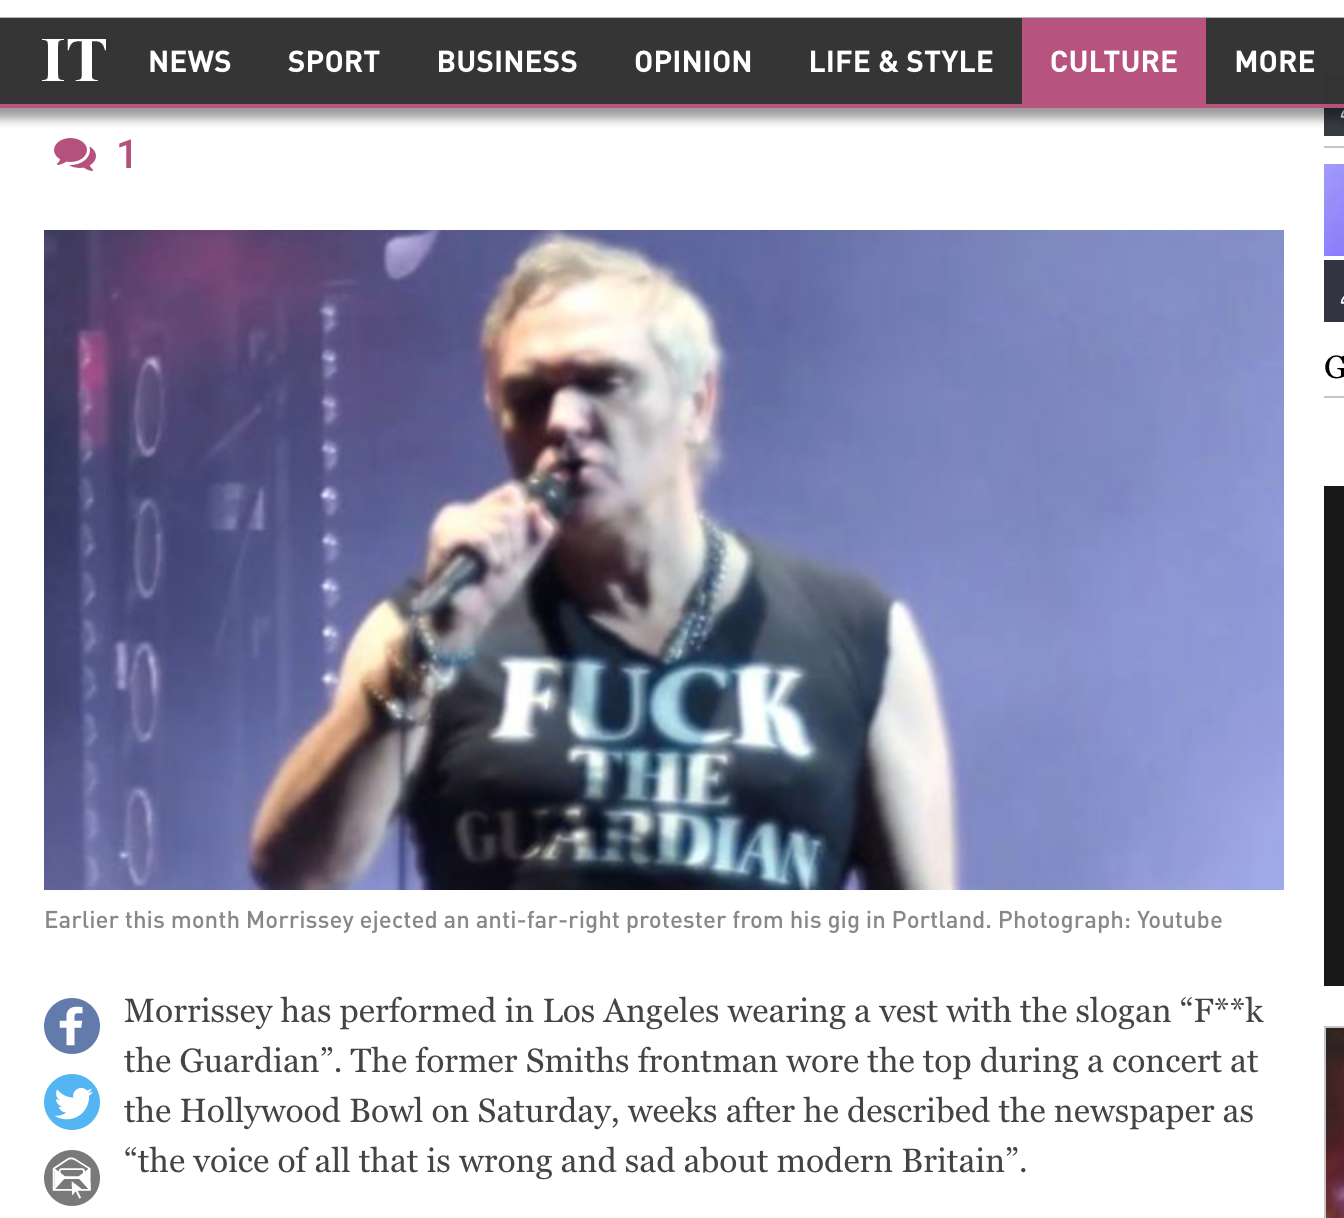 IT NEWS SPORT BUSINESS OPINION LIFE & STYLE CULTURE MORE
1
FUCK
THE
GUARDIAN
Earlier this month Morrissey ejected an anti-far-right protester from his gig in Portland. Photograph: Youtube
Morrissey has performed in Los Angeles wearing a vest with the slogan “F**k
the Guardian”. The former Smiths frontman wore the top during a concert at
the Hollywood Bowl on Saturday, weeks after he described the newspaper as
“the voice of all that is wrong and sad about modern Britain”.